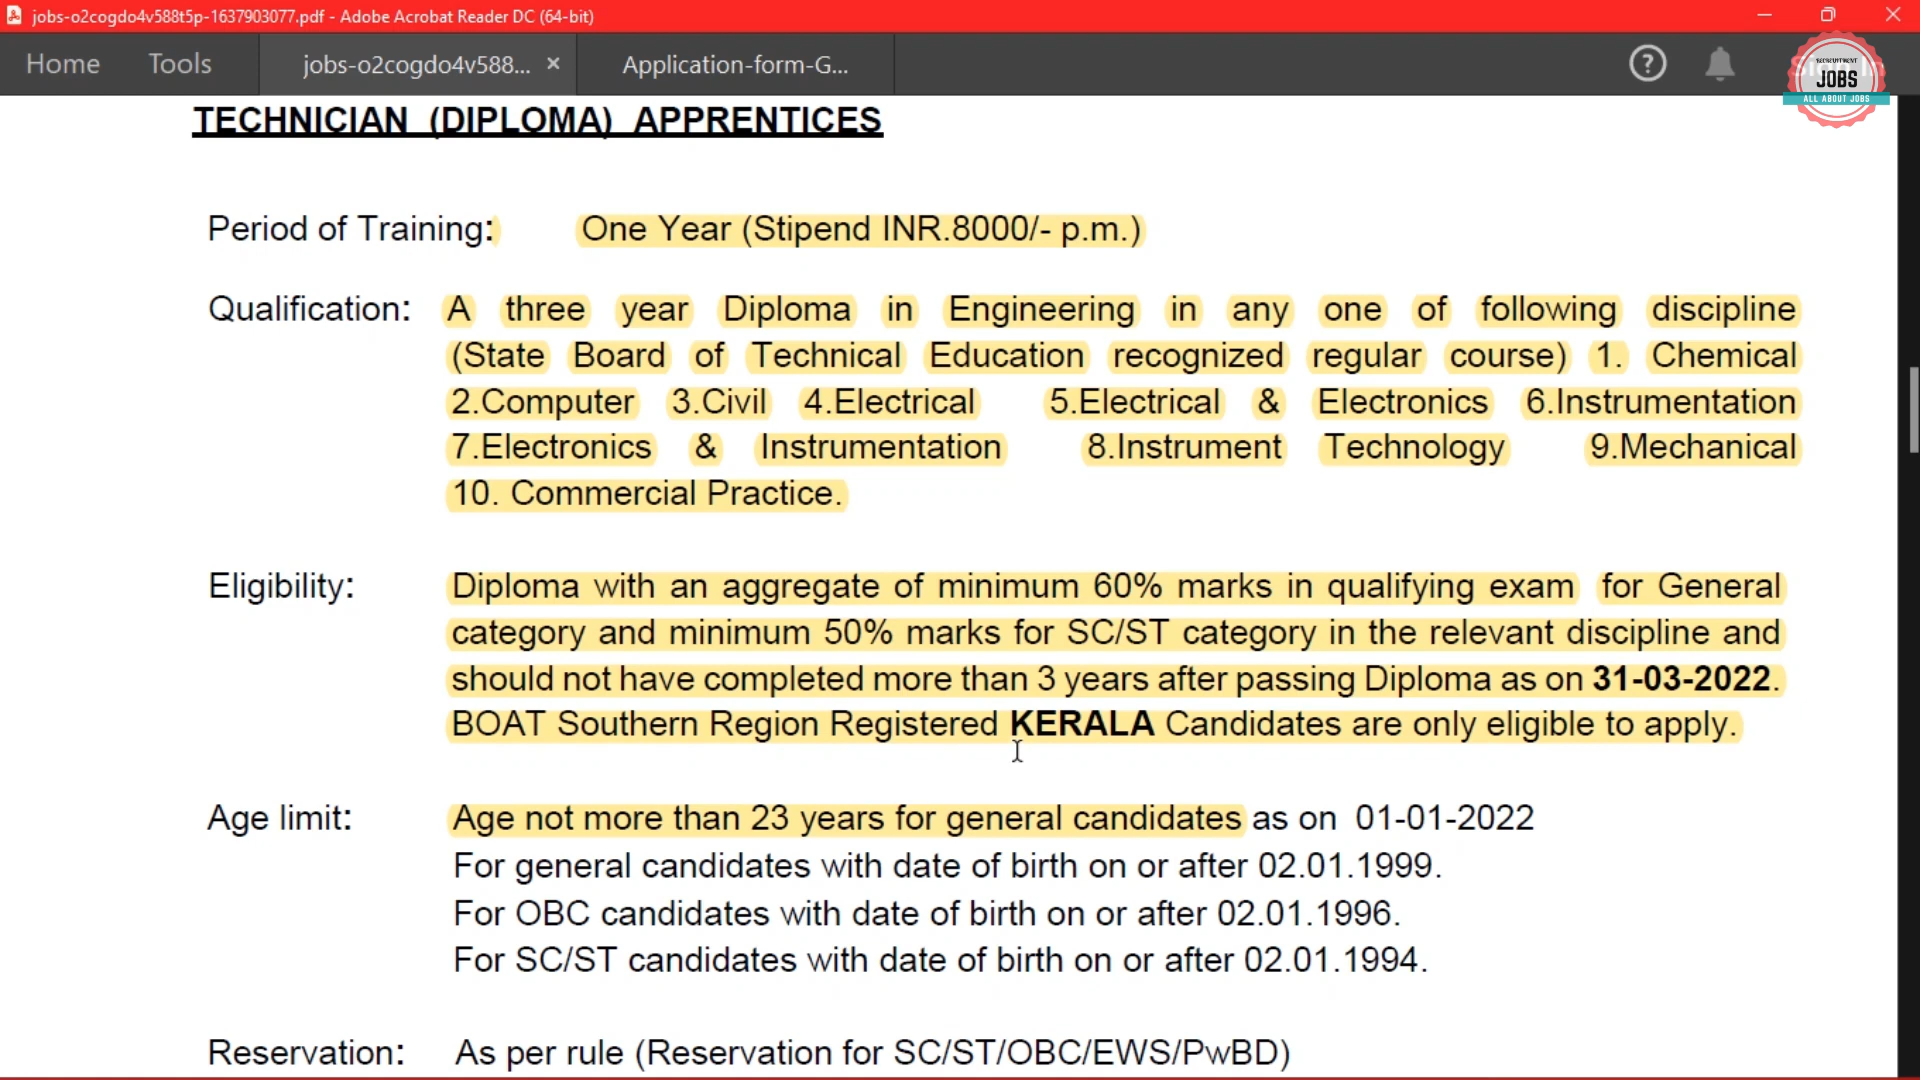 jobs-o2cogdo4v588t5p-1637903077.pdf - Adobe Acrobat Reader DC (64-bit)
Home Tools jobs-o2cogdo4v588... × Application-form-G...
RECRUITMENT
JOBS
ALL ABOUT JOBS
TECHNICIAN (DIPLOMA) APPRENTICES
Period of Training: One Year (Stipend INR.8000/- p.m.)
Qualification: A three year Diploma in Engineering in any one of following discipline
(State Board of Technical Education recognized regular course) 1. Chemical
2.Computer 3.Civil 4.Electrical 5.Electrical & Electronics 6.Instrumentation
7.Electronics & Instrumentation 8.Instrument Technology 9.Mechanical
10. Commercial Practice.
Eligibility: Diploma with an aggregate of minimum 60% marks in qualifying exam for General
category and minimum 50% marks for SC/ST category in the relevant discipline and
should not have completed more than 3 years after passing Diploma as on 31-03-2022.
BOAT Southern Region Registered KERALA Candidates are only eligible to apply.
Age limit: Age not more than 23 years for general candidates as on 01-01-2022
For general candidates with date of birth on or after 02.01.1999.
For OBC candidates with date of birth on or after 02.01.1996.
For SC/ST candidates with date of birth on or after 02.01.1994.
Reservation: As per rule (Reservation for SC/ST/OBC/EWS/PwBD)